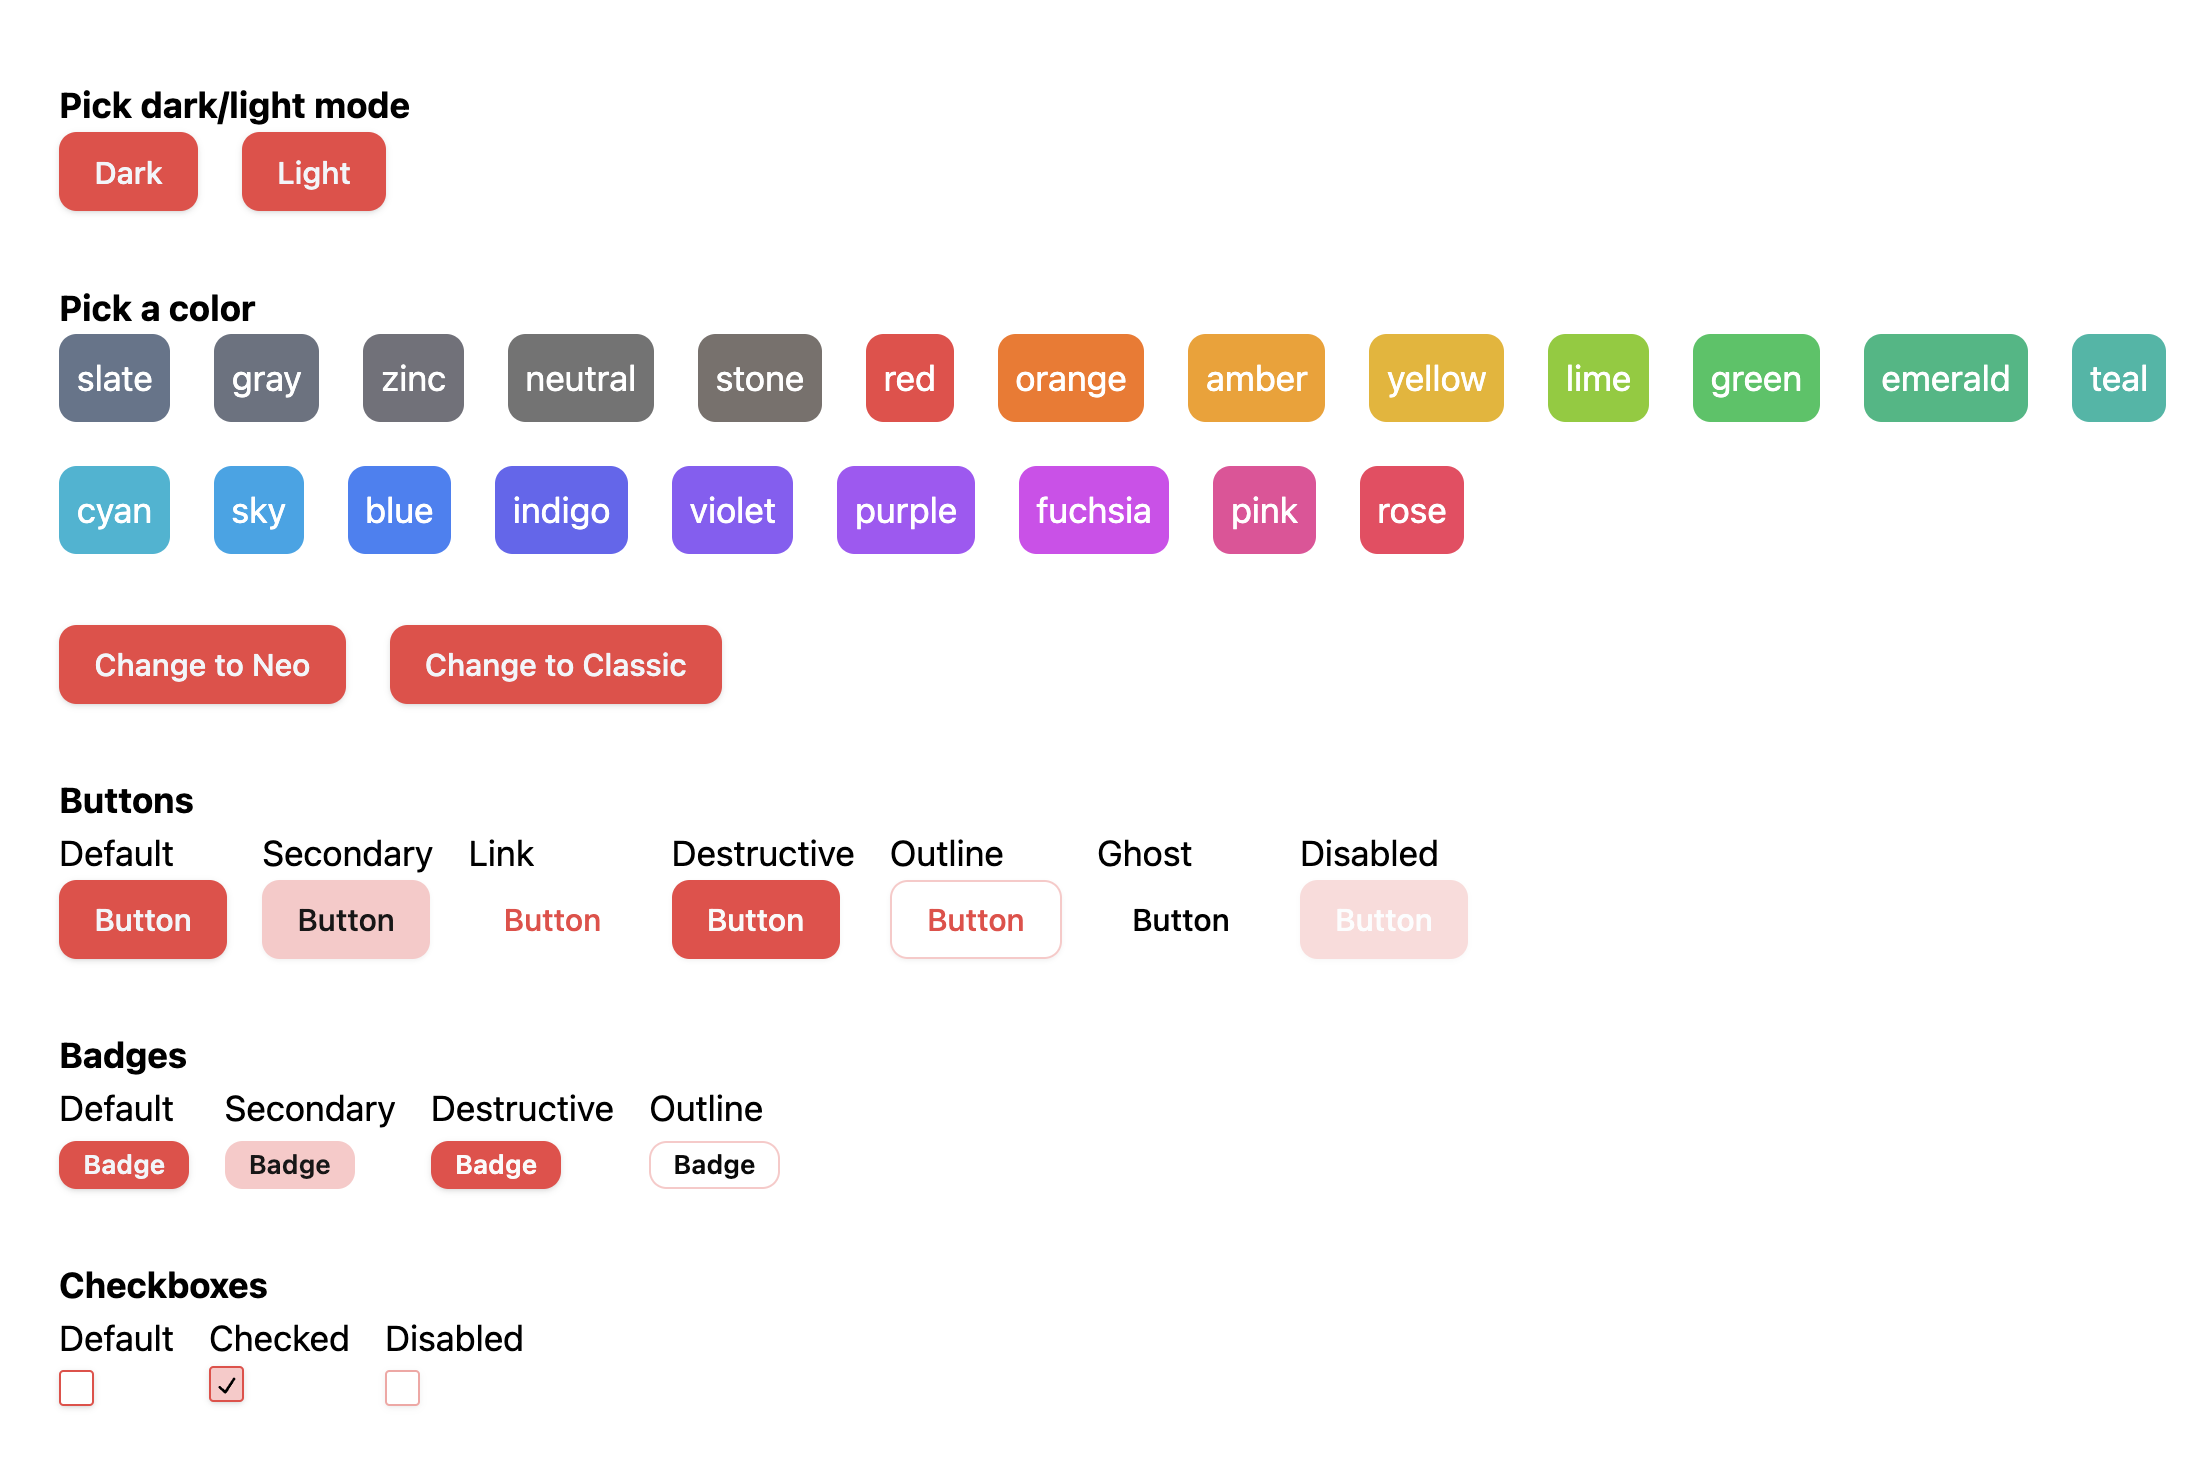 Pick dark/light mode
Dark Light
Pick a color
slate gray zinc neutral stone red orange amber yellow lime green emerald teal
cyan sky blue indigo violet purple fuchsia pink rose
Change to Neo Change to Classic
Buttons
Default Secondary Link Destructive Outline Ghost Disabled
Button Button Button Button Button Button Button
Badges
Default Secondary Destructive Outline
Badge Badge Badge Badge
Checkboxes
Default Checked Disabled